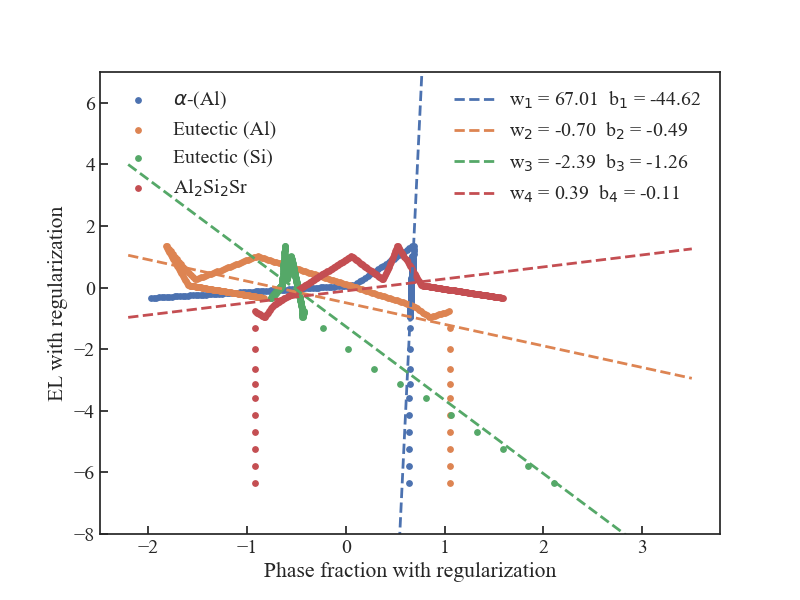 α-(Al)
Eutectic (Al)
Eutectic (Si)
Al₂Si₂Sr
w₁ = 67.01 b₁ = -44.62
w₂ = -0.70 b₂ = -0.49
w₃ = -2.39 b₃ = -1.26
w₄ = 0.39 b₄ = -0.11
EL with regularization
6
4
2
0
−2
−4
−6
−8
−2 −1 0 1 2 3
Phase fraction with regularization